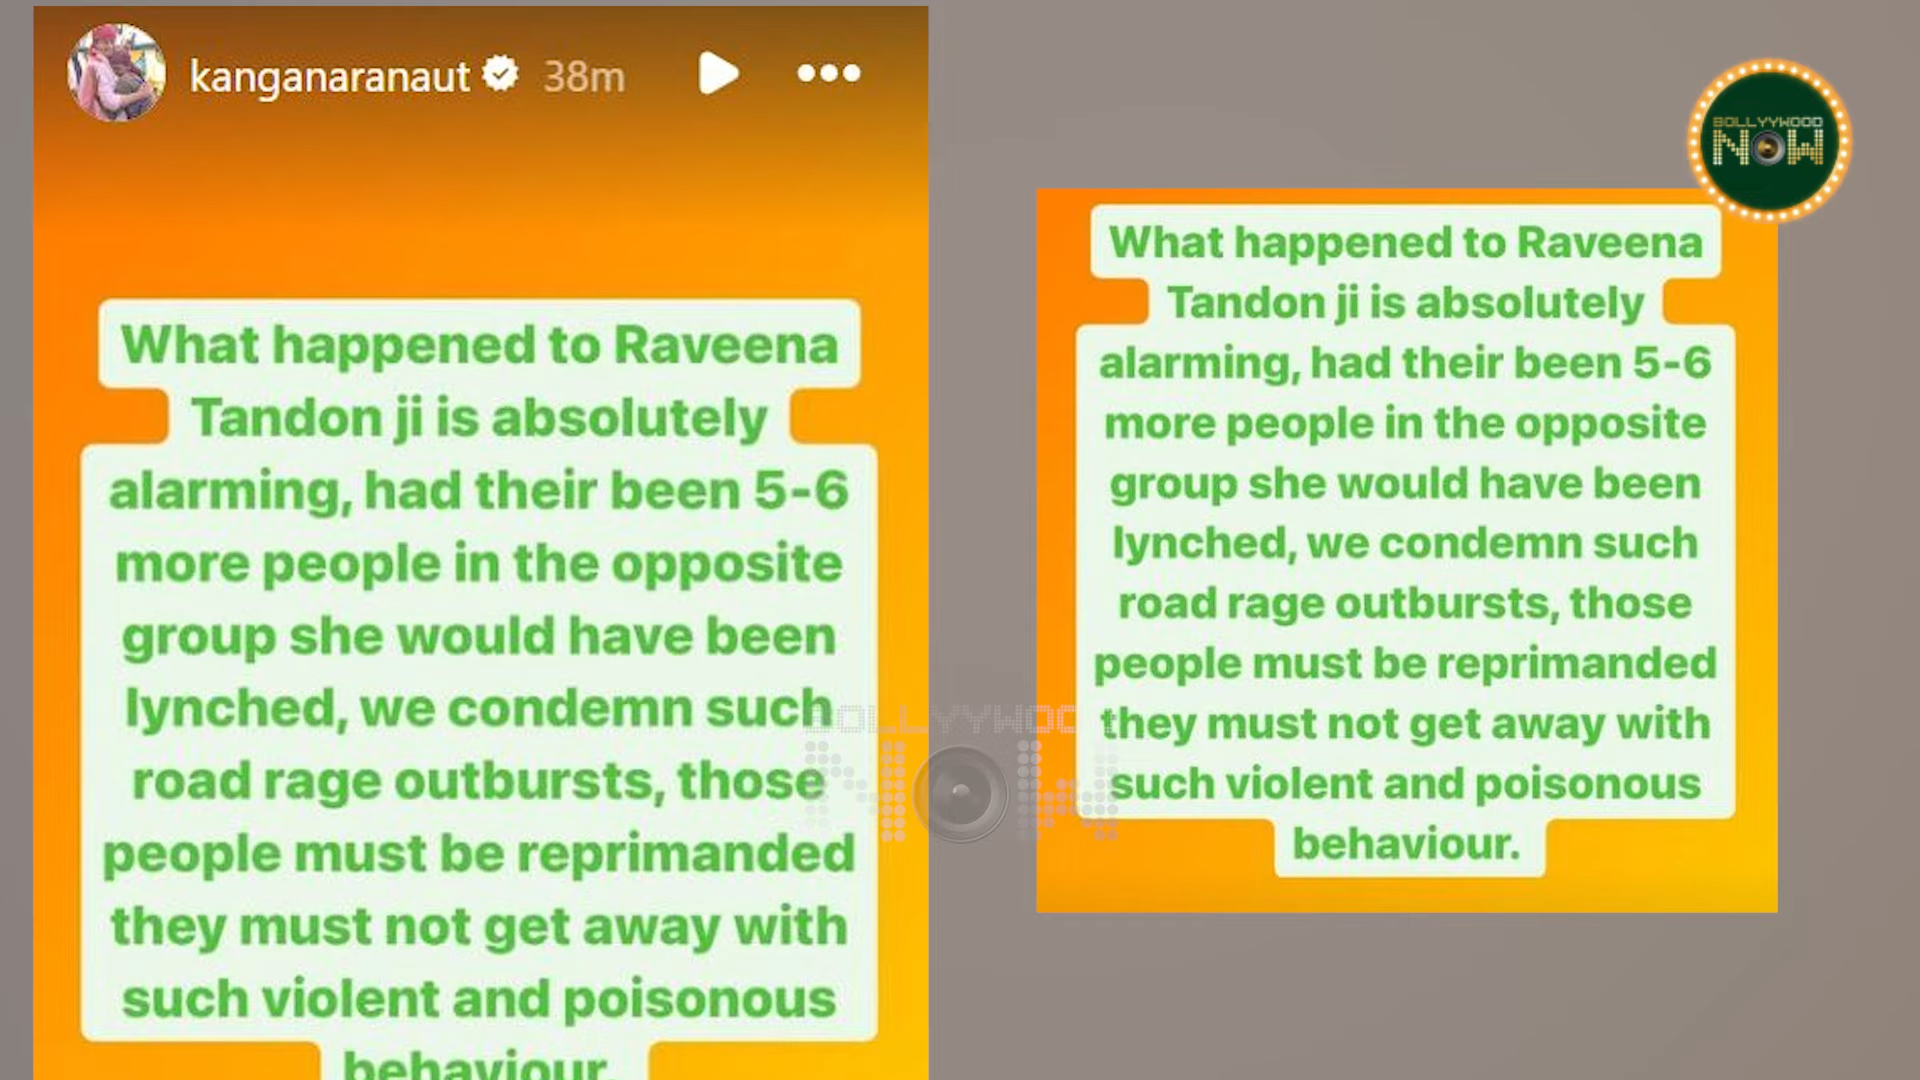 kanganaranaut 38m
What happened to Raveena
Tandon ji is absolutely
alarming, had their been 5-6
more people in the opposite
group she would have been
lynched, we condemn such
road rage outbursts, those
people must be reprimanded
they must not get away with
such violent and poisonous
behaviour.
BOLLYYWOOD
NOW
What happened to Raveena
Tandon ji is absolutely
alarming, had their been 5-6
more people in the opposite
group she would have been
lynched, we condemn such
road rage outbursts, those
people must be reprimanded
they must not get away with
such violent and poisonous
behaviour.
BOLLYYWOO
NOW